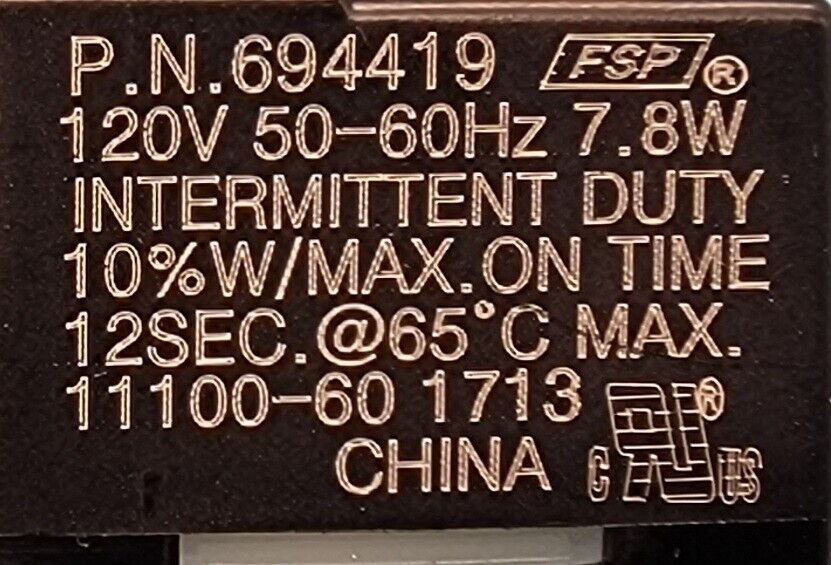 P.N.694419 FSP®
120V 50-60Hz 7.8W
INTERMITTENT DUTY
10%W/MAX.ON TIME
12SEC.@65°C MAX.
11100-60 1713 ®
CHINA C US